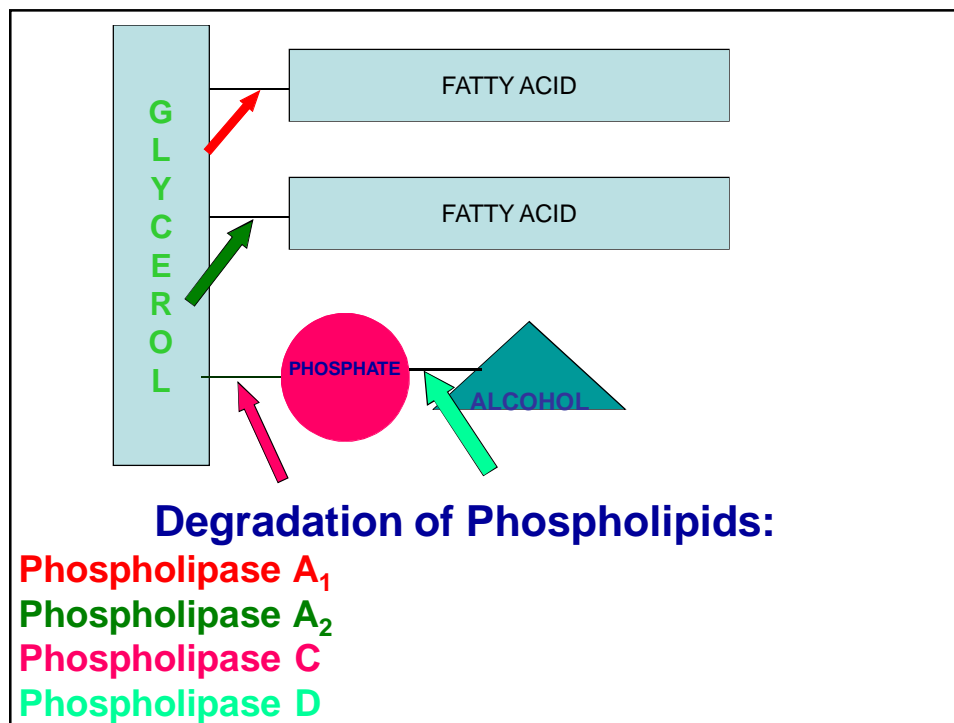 FATTY ACID
GLYCEROL
FATTY ACID
PHOSPHATE
ALCOHOL
Degradation of Phospholipids:
Phospholipase A₁
Phospholipase A₂
Phospholipase C
Phospholipase D